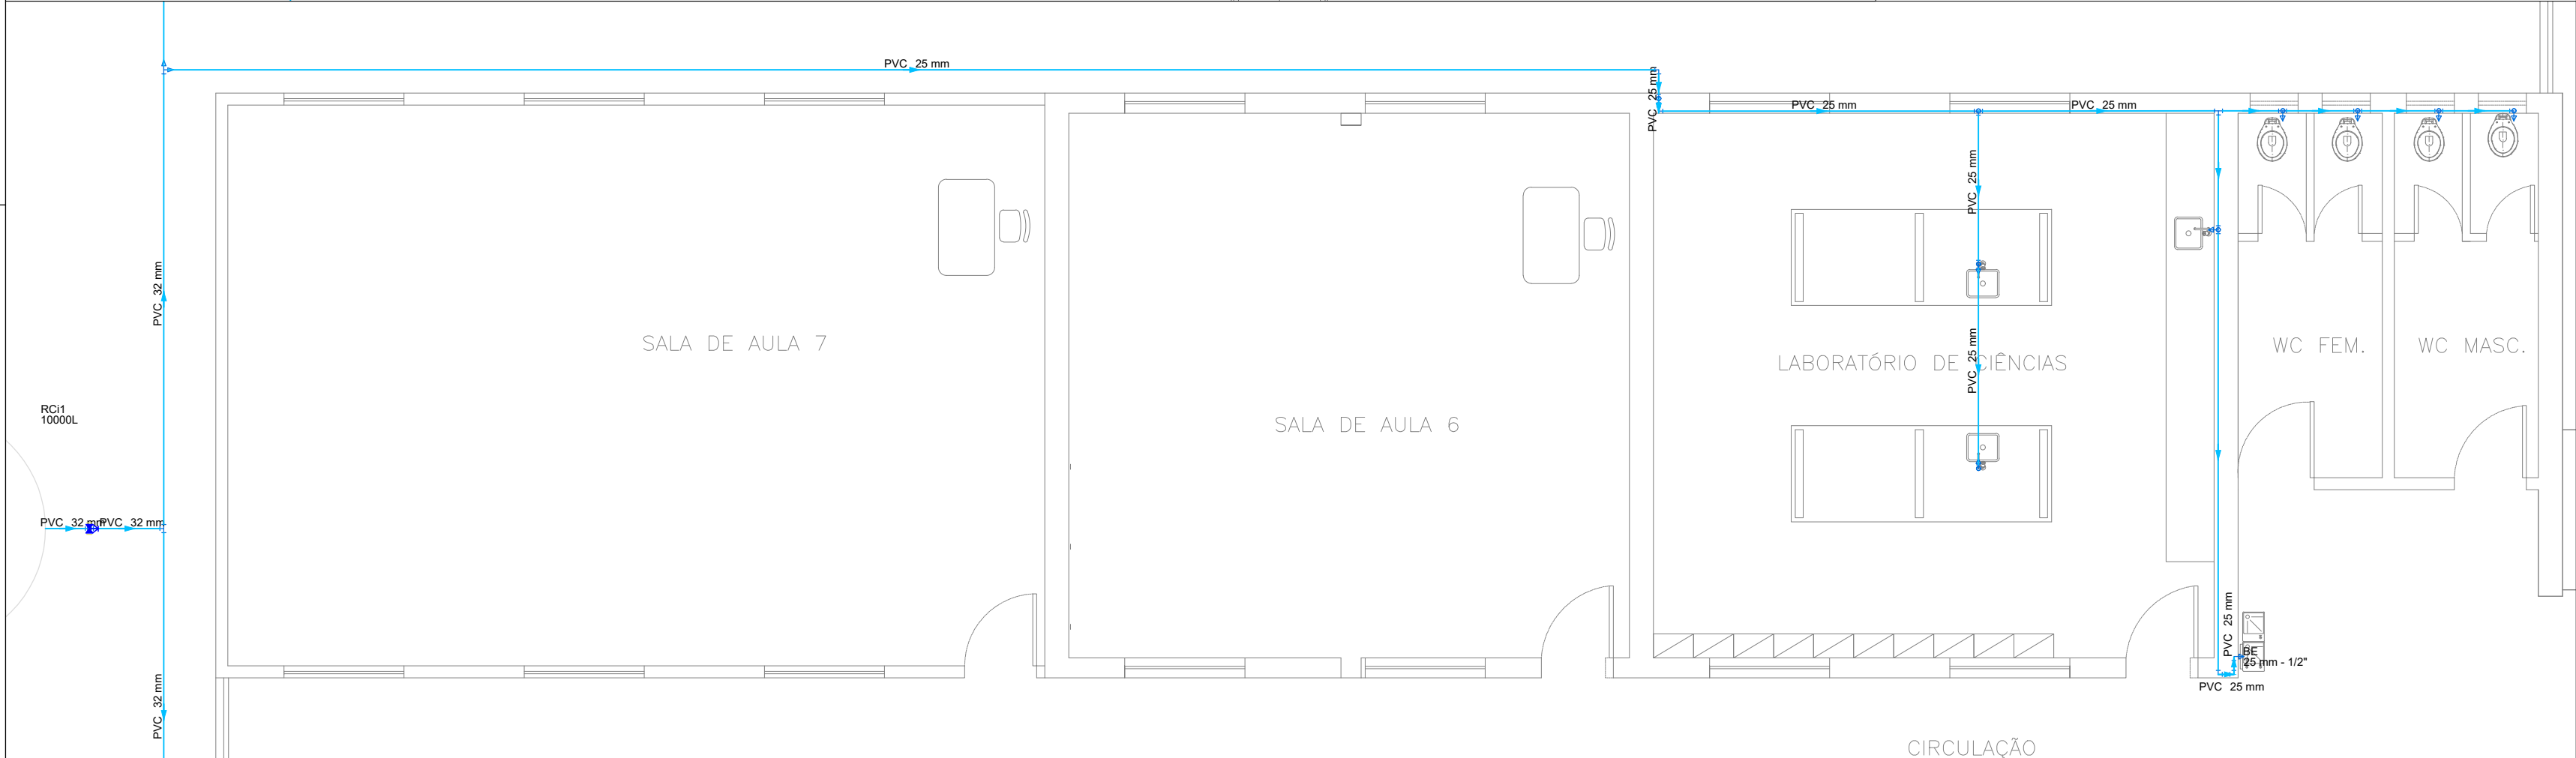 PVC 25 mm
PVC 25 mm
PVC 25 mm
PVC 25 mm
PVC 25 mm
PVC 32 mm
SALA DE AULA 7
SALA DE AULA 6
LABORATÓRIO DE CIÊNCIAS
PVC 25 mm
WC FEM.
WC MASC.
RCi1
10000L
PVC 32 mm
PVC 32 mm
PVC 32 mm
PVC 25 mm
BE
25 mm - 1/2"
PVC 25 mm
CIRCULAÇÃO